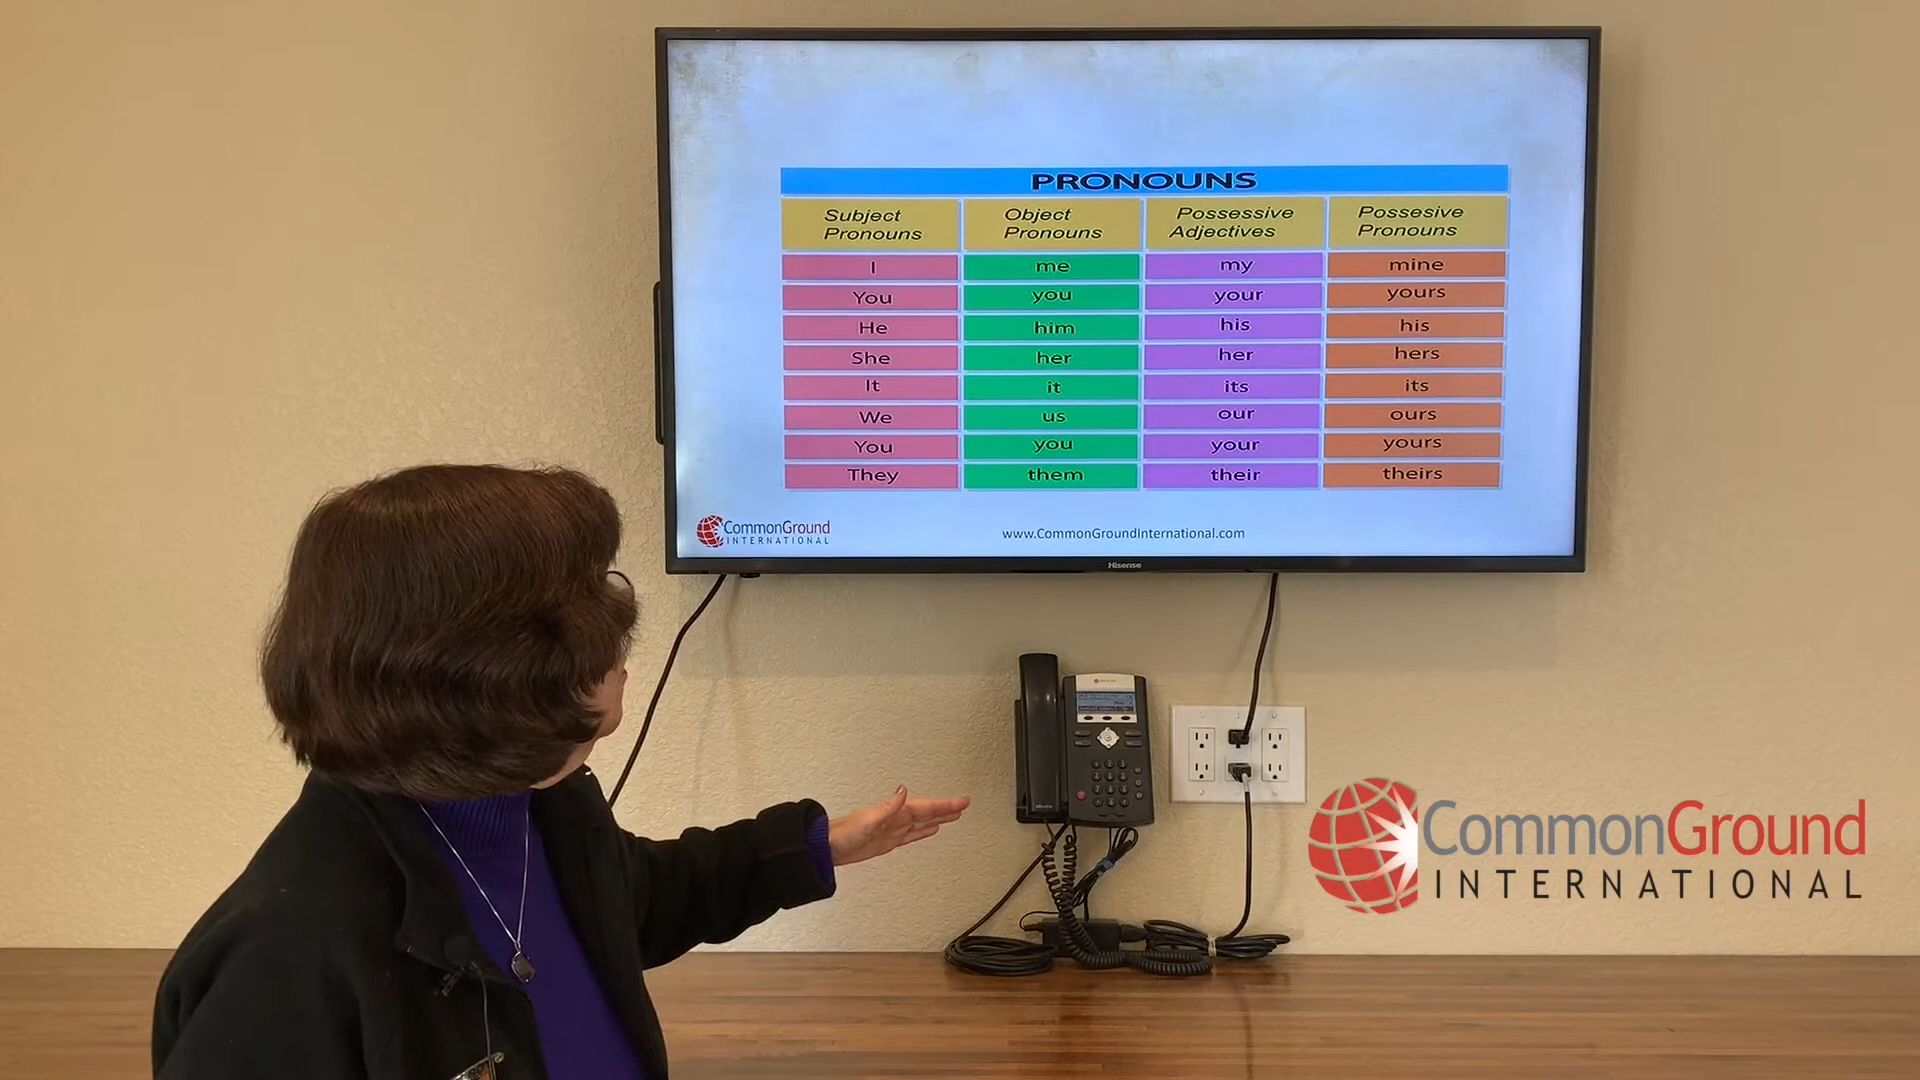 PRONOUNS
Subject Pronouns Object Pronouns Possessive Adjectives Possesive Pronouns
I me my mine
You you your yours
He him his his
She her her hers
It it its its
We us our ours
You you your yours
They them their theirs
CommonGround
INTERNATIONAL
www.CommonGroundInternational.com
Hisense
CommonGround
INTERNATIONAL